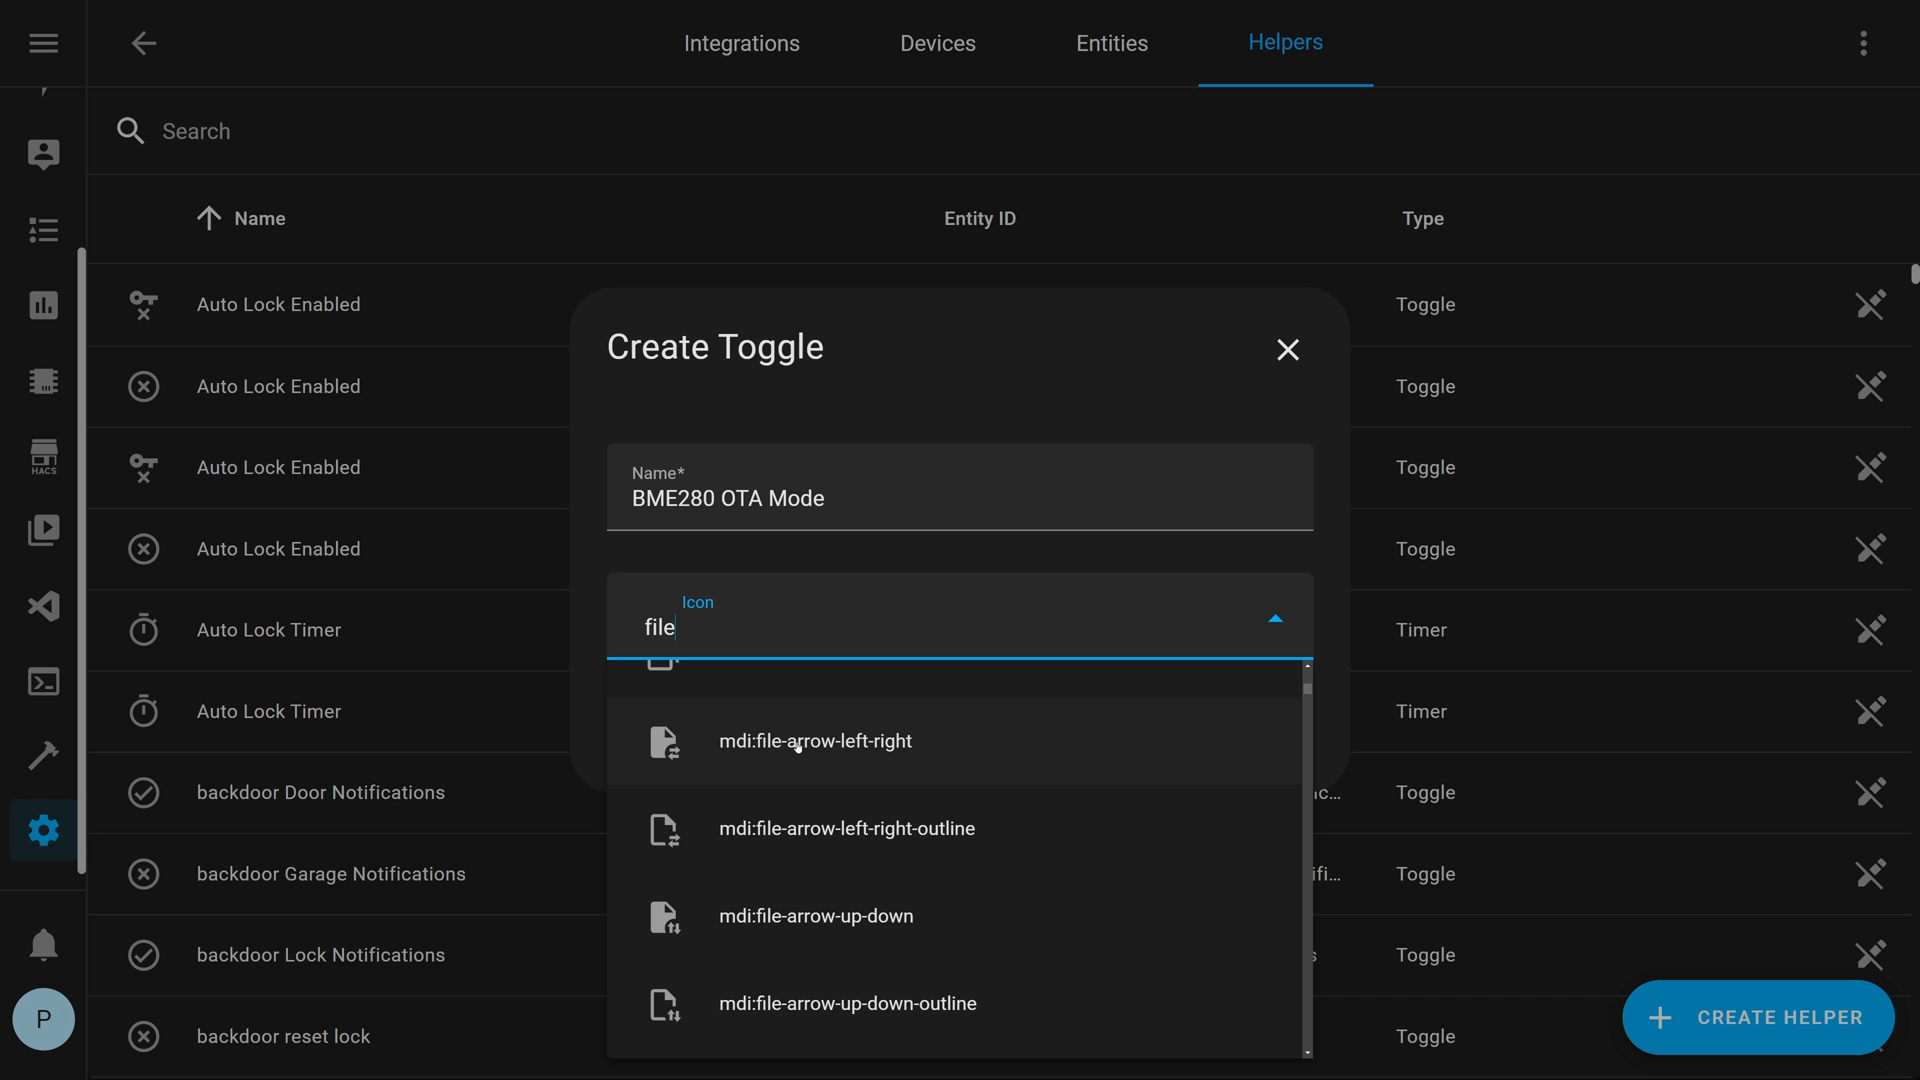 Integrations
Devices
Entities
Helpers
Search
Name
Entity ID
Type
Auto Lock Enabled
Toggle
Auto Lock Enabled
Toggle
HACS
Auto Lock Enabled
Toggle
Auto Lock Enabled
Toggle
Auto Lock Timer
Timer
Auto Lock Timer
Timer
backdoor Door Notifications
c...
Toggle
backdoor Garage Notifications
ifi...
Toggle
backdoor Lock Notifications
s
Toggle
backdoor reset lock
Toggle
P
Create Toggle
Name*
BME280 OTA Mode
Icon
file
mdi:file-arrow-left-right
mdi:file-arrow-left-right-outline
mdi:file-arrow-up-down
mdi:file-arrow-up-down-outline
CREATE HELPER